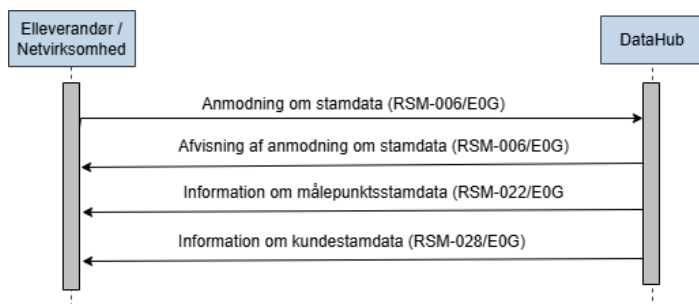 Elleverandør /
Netvirksomhed
DataHub
Anmodning om stamdata (RSM-006/E0G)
Afvisning af anmodning om stamdata (RSM-006/E0G)
Information om målepunktsstamdata (RSM-022/E0G
Information om kundestamdata (RSM-028/E0G)